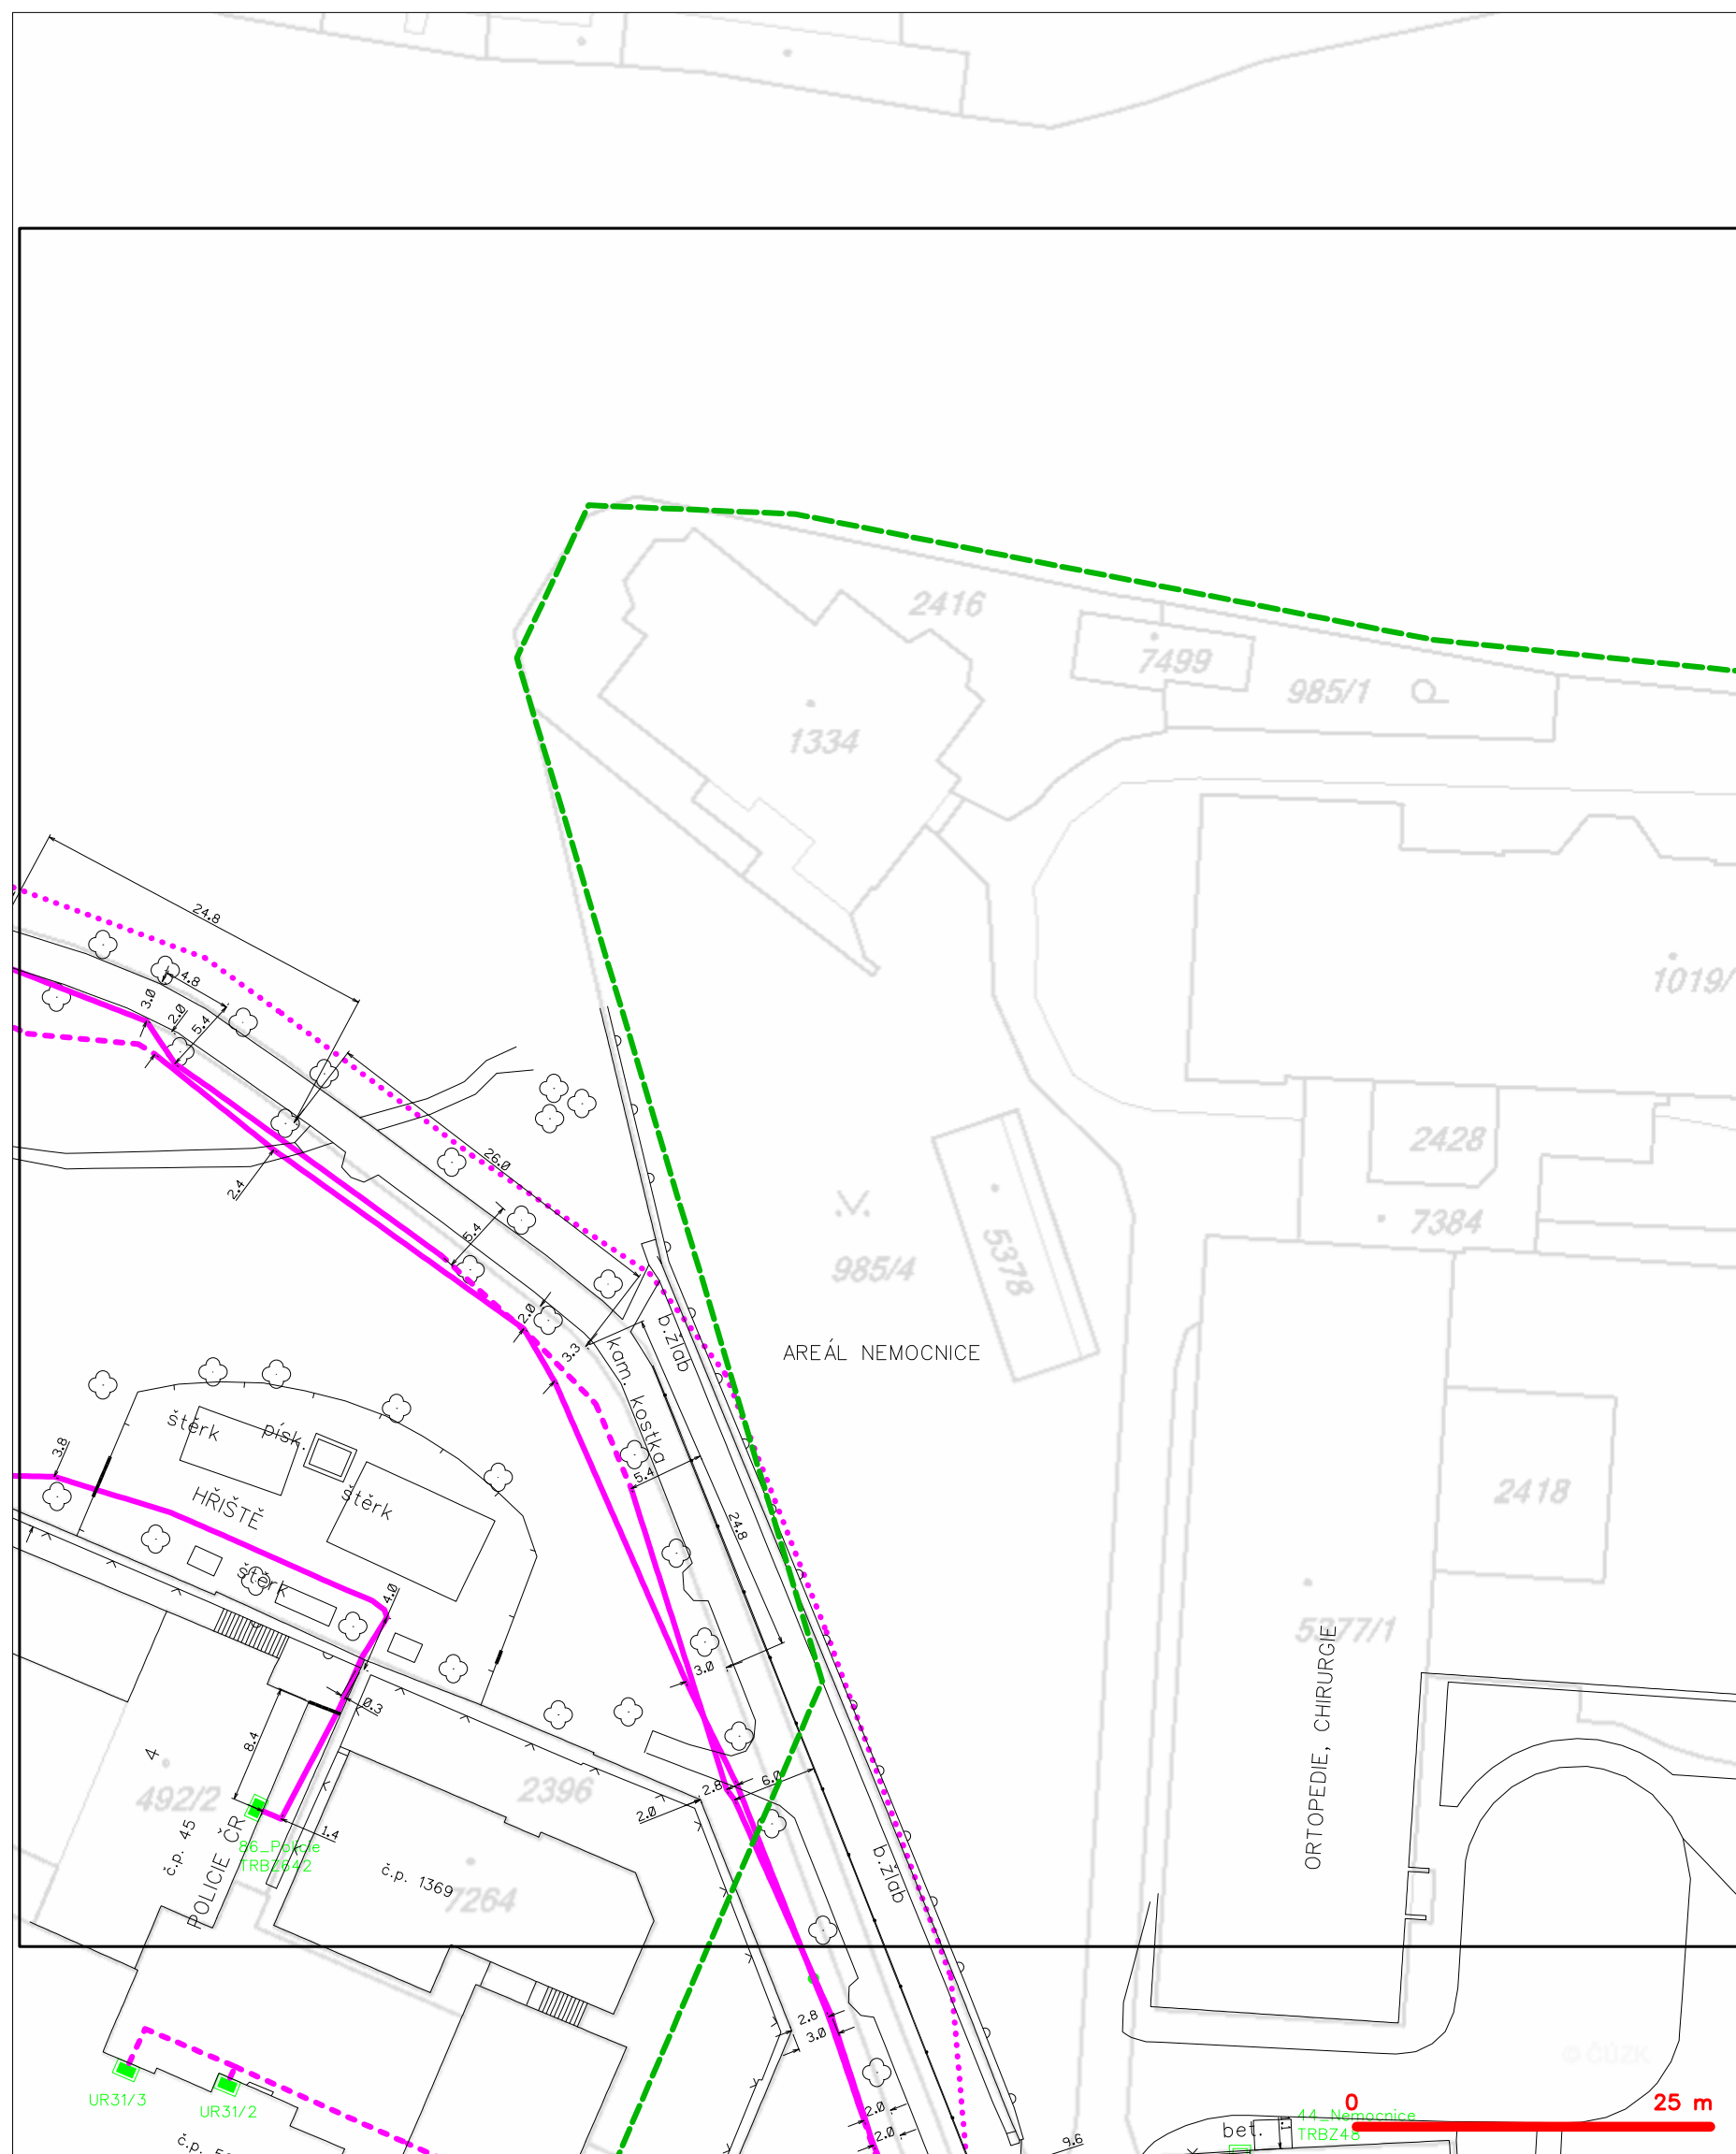 2416
7499
985/1
1334
1019/
24.8
4.8
3.0
2.0
5.4
2428
7384
26.0
2.4
5.4
5378
985/4
2.0
3.3
b.žlab
kam. kostka
AREÁL NEMOCNICE
štěrk
písk.
3.8
5.4
štěrk
HŘIŠTĚ
2418
24.8
štěrk
4.0
5377/1
3.0
0.3
8.4
4
492/2
2396
2.8
6.0
2.0
ORTOPEDIE, CHIRURGIE
1.4
č.p. 45
POLICIE ČR
86_Policie
TRBZ642
č.p. 1369
7264
b.žlab
2.8
3.0
© ČÚZK
UR31/3
UR31/2
2.0
2.0
9.6
0
25 m
44_Nemocnice
TRBZ48
bet.